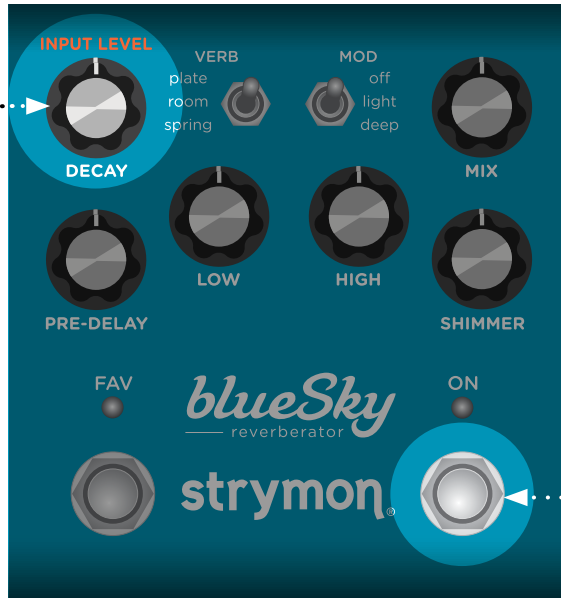 INPUT LEVEL
VERB
MOD
plate
off
room
light
spring
deep
DECAY
MIX
LOW
HIGH
PRE-DELAY
SHIMMER
FAV
ON
blueSky
reverberator
strymon®